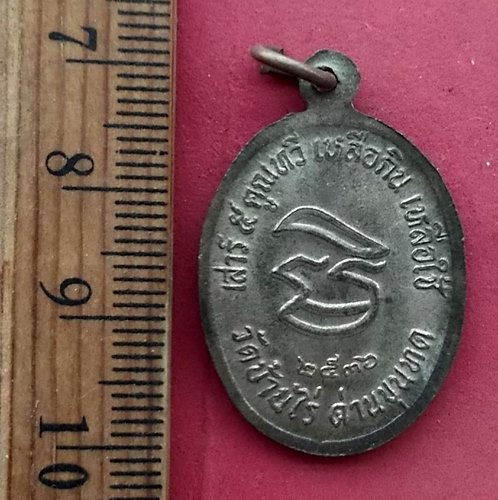 7
8
9
10
เสาร์ ๕ คูณทวี เหลือกิน เหลือใช้
๒๕๓๖
วัดบ้านไร่ ด่านขุนทด